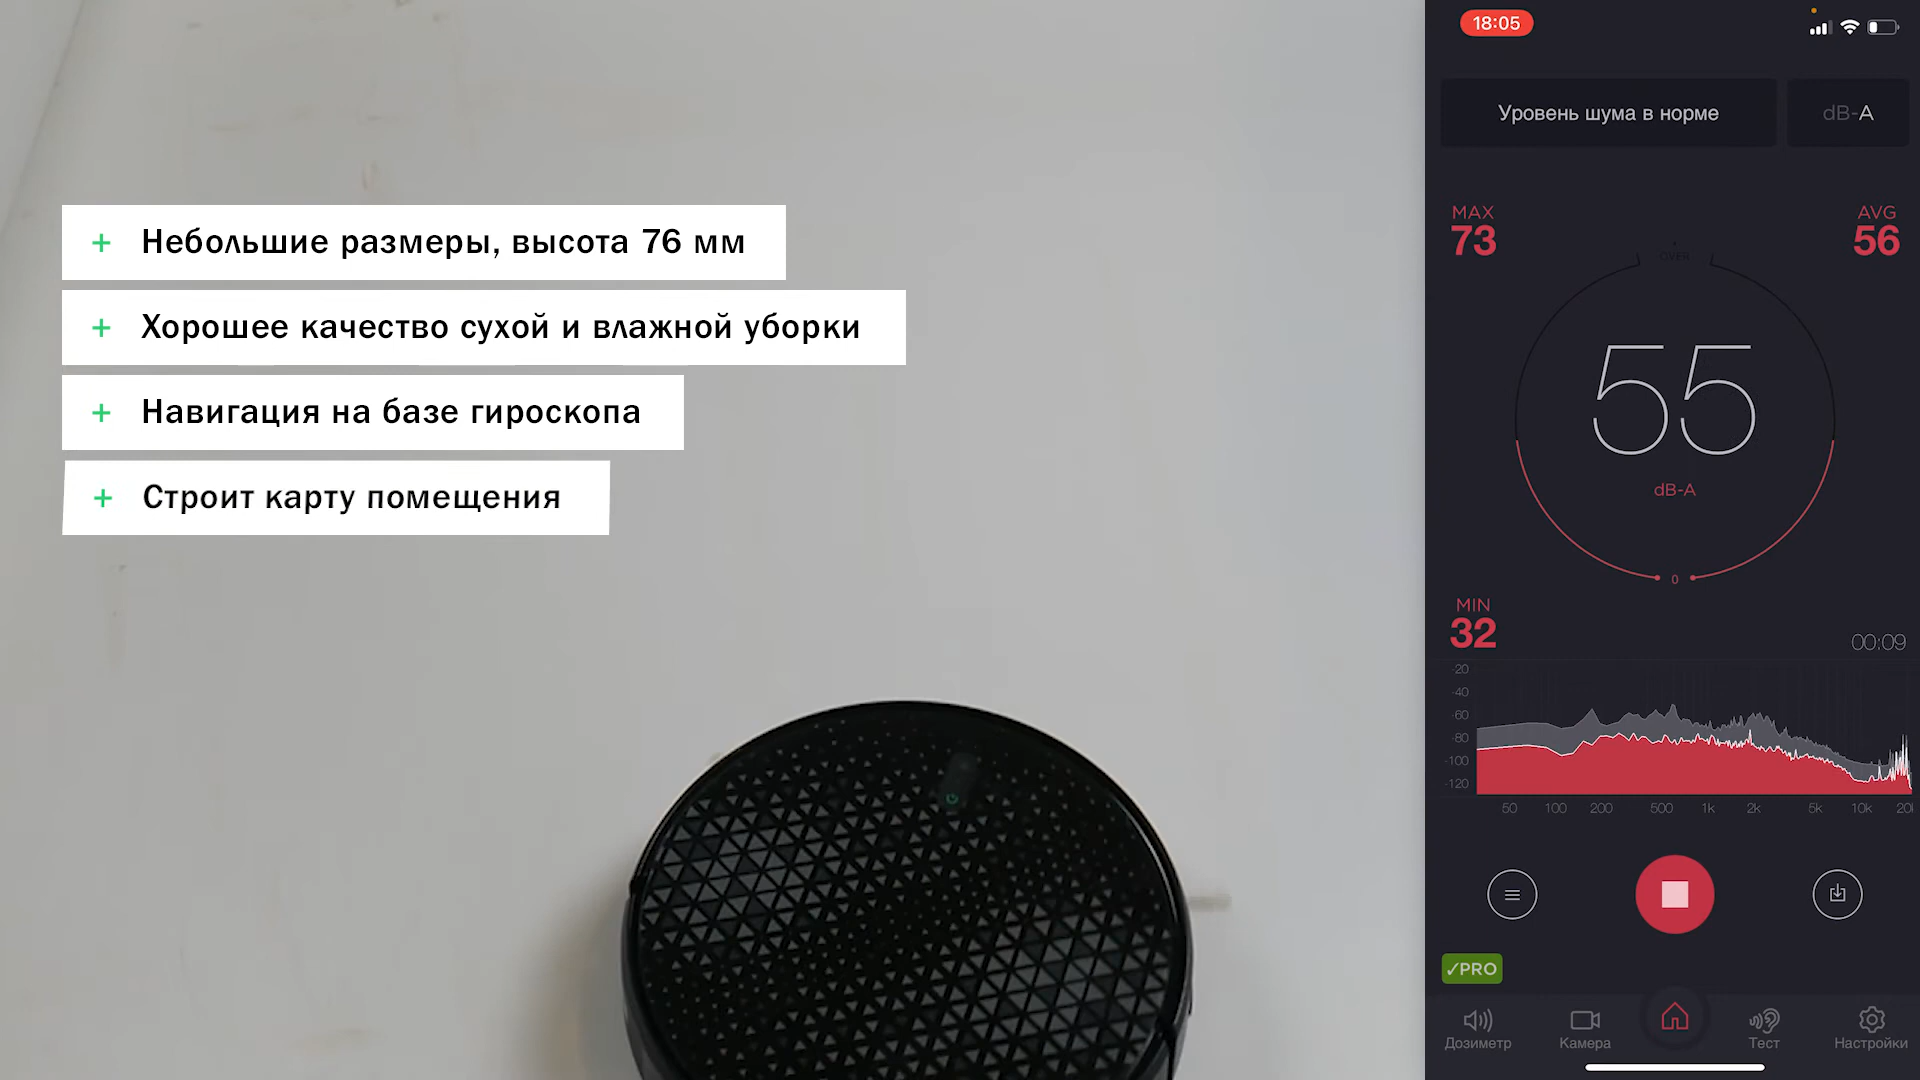 + Небольшие размеры, высота 76 мм
+ Хорошее качество сухой и влажной уборки
+ Навигация на базе гироскопа
+ Строит карту помещения
18:05
Уровень шума в норме
dB-A
MAX
73
AVG
56
OVER
55
dB-A
0
MIN
32
00:09
-20
-40
-60
-80
-100
-120
50 100 200 500 1k 2k 5k 10k
✓PRO
Дозиметр Камера Тест Настройки